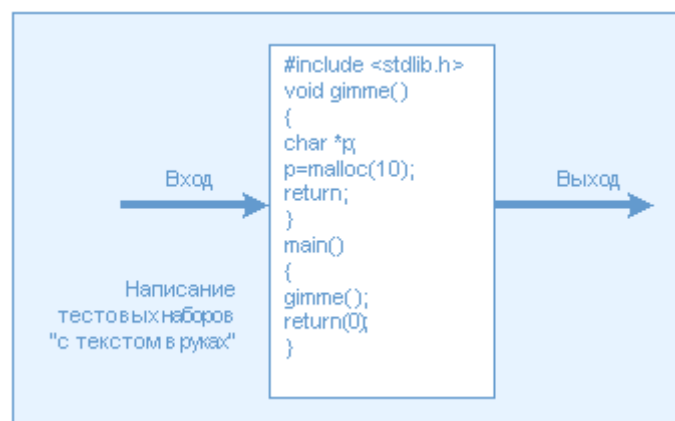 #include <stdlib.h>
void gimme()
{
char *p;
p=malloc(10);
return;
}
main()
{
gimme();
return(0);
}
Вход
Выход
Написание
тестовых наборов
"с текстом в руках"